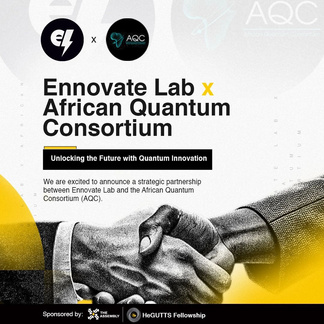 AQC
x
AQC
Ennovate Lab x
African Quantum
Consortium
Unlocking the Future with Quantum Innovation
We are excited to announce a strategic partnership
between Ennovate Lab and the African Quantum
Consortium (AQC).
Sponsored by: THE ASSEMBLY HeGUTTS Fellowship